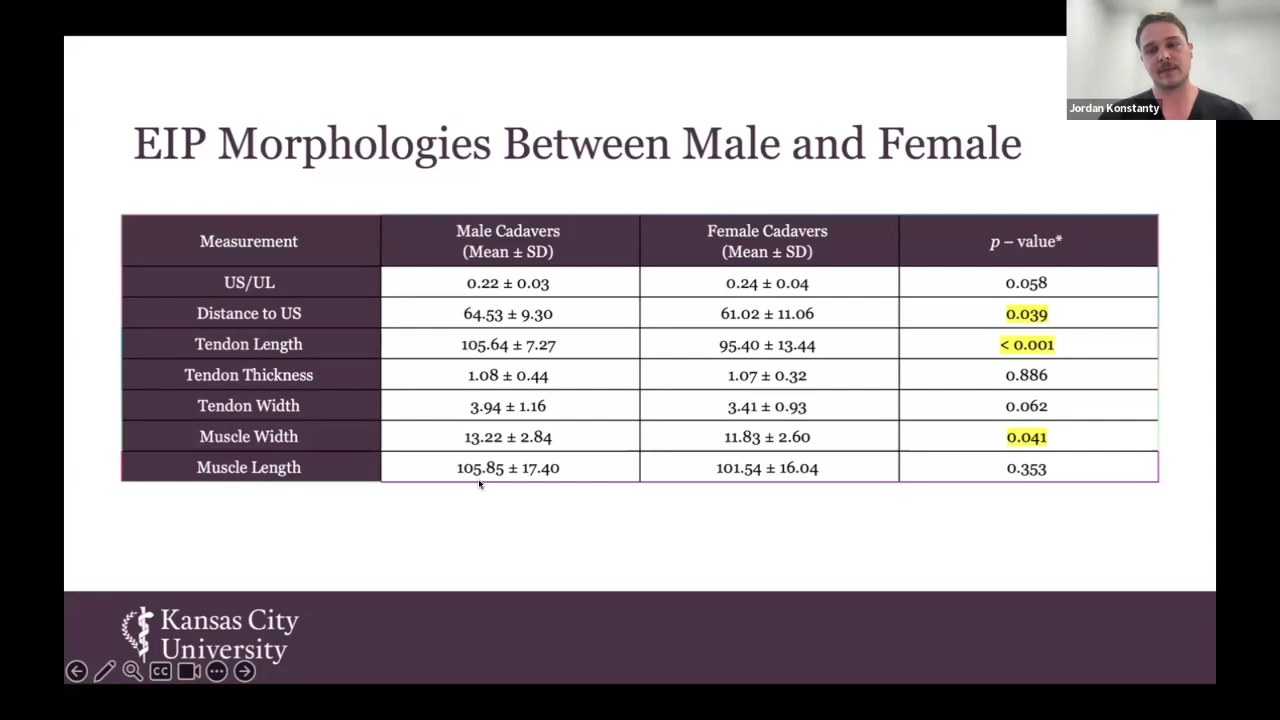 Jordan Konstanty
EIP Morphologies Between Male and Female
Measurement
Male Cadavers
(Mean ± SD)
Female Cadavers
(Mean ± SD)
p – value*
US/UL 0.22 ± 0.03 0.24 ± 0.04 0.058
Distance to US 64.53 ± 9.30 61.02 ± 11.06 0.039
Tendon Length 105.64 ± 7.27 95.40 ± 13.44 < 0.001
Tendon Thickness 1.08 ± 0.44 1.07 ± 0.32 0.886
Tendon Width 3.94 ± 1.16 3.41 ± 0.93 0.062
Muscle Width 13.22 ± 2.84 11.83 ± 2.60 0.041
Muscle Length 105.85 ± 17.40 101.54 ± 16.04 0.353
Kansas City
University
CC